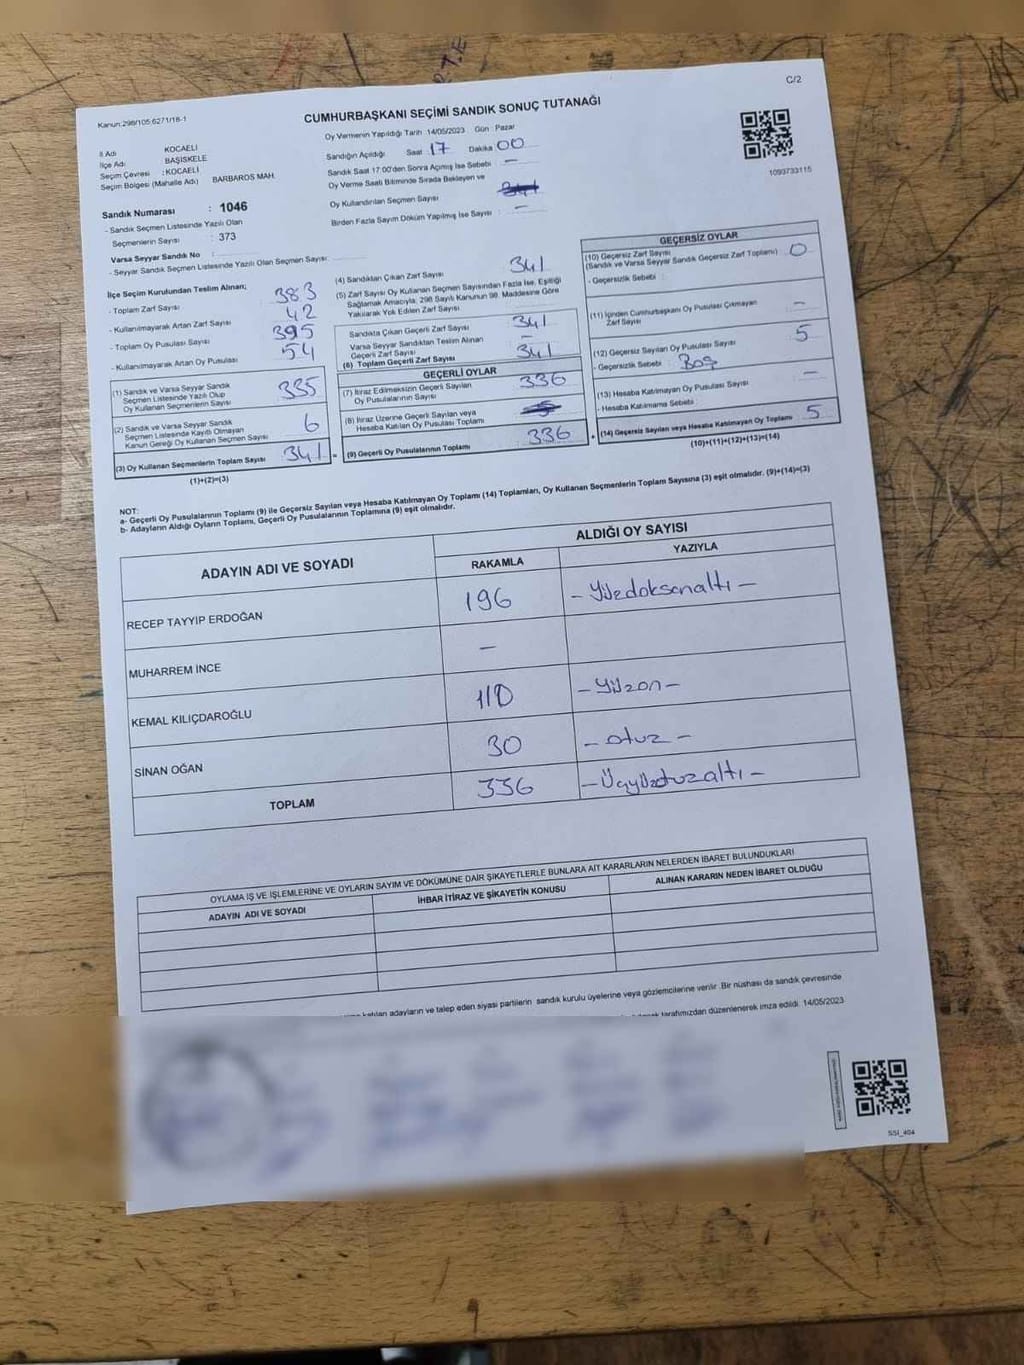 P.T.E
C/2
Kanun:298/105.6271/18-1
CUMHURBAŞKANI SEÇİMİ SANDIK SONUÇ TUTANAĞI
Oy Vermenin Yapıldığı Tarih 14/05/2023 Gün : Pazar
İl Adı KOCAELİ
İlçe Adı BAŞİSKELE
Seçim Çevresi : KOCAELİ
Seçim Bölgesi (Mahalle Adı) BARBAROS MAH.
Sandığın Açıldığı Saat 17 Dakika 00
Sandık Saat 17:00'den Sonra Açımış İse Sebebi : —
Oy Verme Saati Bitiminde Sırada Bekleyen ve
Oy Kullandırılan Seçmen Sayısı
Birden Fazla Sayım Döküm Yapılmış İse Sayısı : —
1093733115
Sandık Numarası : 1046
- Sandık Seçmen Listesinde Yazılı Olan
Seçmenlerin Sayısı : 373
Varsa Seyyar Sandık No :
- Seyyar Sandık Seçmen Listesinde Yazılı Olan Seçmen Sayısı:
İlçe Seçim Kurulundan Teslim Alınan;
- Toplam Zarf Sayısı 383
- Kullanılmayarak Artan Zarf Sayısı 42
- Toplam Oy Pusulası Sayısı 395
- Kullanılmayarak Artan Oy Pusulası 54
(1) Sandık ve Varsa Seyyar Sandık
Seçmen Listesinde Yazılı Olup
Oy Kullanan Seçmenlerin Sayısı 335
(2) Sandık ve Varsa Seyyar Sandık
Seçmen Listesinde Kayıtlı Olmayan
Kanun Gereği Oy Kullanan Seçmen Sayısı 6
(3) Oy Kullanan Seçmenlerin Toplam Sayısı 341
(1)+(2)=(3)
(4) Sandıktan Çıkan Zarf Sayısı 341
(5) Zarf Sayısı Oy Kullanan Seçmen Sayısından Fazla İse, Eşitliği
Sağlamak Amacıyla; 298 Sayılı Kanunun 98. Maddesine Göre
Yakılarak Yok Edilen Zarf Sayısı
Sandıkta Çıkan Geçerli Zarf Sayısı 341
Varsa Seyyar Sandıktan Teslim Alınan
Geçerli Zarf Sayısı —
(6) Toplam Geçerli Zarf Sayısı 341
GEÇERLİ OYLAR
(7) İtiraz Edilmeksizin Geçerli Sayılan
Oy Pusulalarının Sayısı 336
(8) İtiraz Üzerine Geçerli Sayılan veya
Hesaba Katılan Oy Pusulası Toplamı
(9) Geçerli Oy Pusulalarının Toplamı 336
GEÇERSİZ OYLAR
(10) Geçersiz Zarf Sayısı
(Sandık ve Varsa Seyyar Sandık Geçersiz Zarf Toplamı) 0
- Geçersizlik Sebebi :
(11) İçinden Cumhurbaşkanı Oy Pusulası Çıkmayan
Zarf Sayısı —
(12) Geçersiz Sayılan Oy Pusulası Sayısı 5
- Geçersizlik Sebebi : Boş
(13) Hesaba Katılmayan Oy Pusulası Sayısı —
- Hesaba Katılmama Sebebi :
(14) Geçersiz Sayılan veya Hesaba Katılmayan Oy Toplamı 5
(10)+(11)+(12)+(13)=(14)
NOT:
a- Geçerli Oy Pusulalarının Toplamı (9) ile Geçersiz Sayılan veya Hesaba Katılmayan Oy Toplamı (14) Toplamları, Oy Kullanan Seçmenlerin Toplam Sayısına (3) eşit olmalıdır. (9)+(14)=(3)
b- Adayların Aldığı Oyların Toplamı, Geçerli Oy Pusulalarının Toplamına (9) eşit olmalıdır.
ADAYIN ADI VE SOYADI ALDIĞI OY SAYISI
RAKAMLA YAZIYLA
RECEP TAYYIP ERDOĞAN 196 - Yüzdoksanaltı -
MUHARREM İNCE —
KEMAL KILIÇDAROĞLU 110 - Yüzon -
SİNAN OĞAN 30 - otuz -
TOPLAM 336 - Üçyüzotuzaltı -
OYLAMA İŞ VE İŞLEMLERİNE VE OYLARIN SAYIM VE DÖKÜMÜNE DAİR ŞİKAYETLERLE BUNLARA AİT KARARLARIN NELERDEN İBARET BULUNDUKLARI
ADAYIN ADI VE SOYADI İHBAR İTİRAZ VE ŞİKAYETİN KONUSU ALINAN KARARIN NEDEN İBARET OLDUĞU
katılan adayların ve talep eden siyasi partilerin sandık kurulu üyelerine veya gözlemcilerine verilir. Bir nüshası da sandık çevresinde
tarafımızdan düzenlenerek imza edildi. 14/05/2023
SSI_404